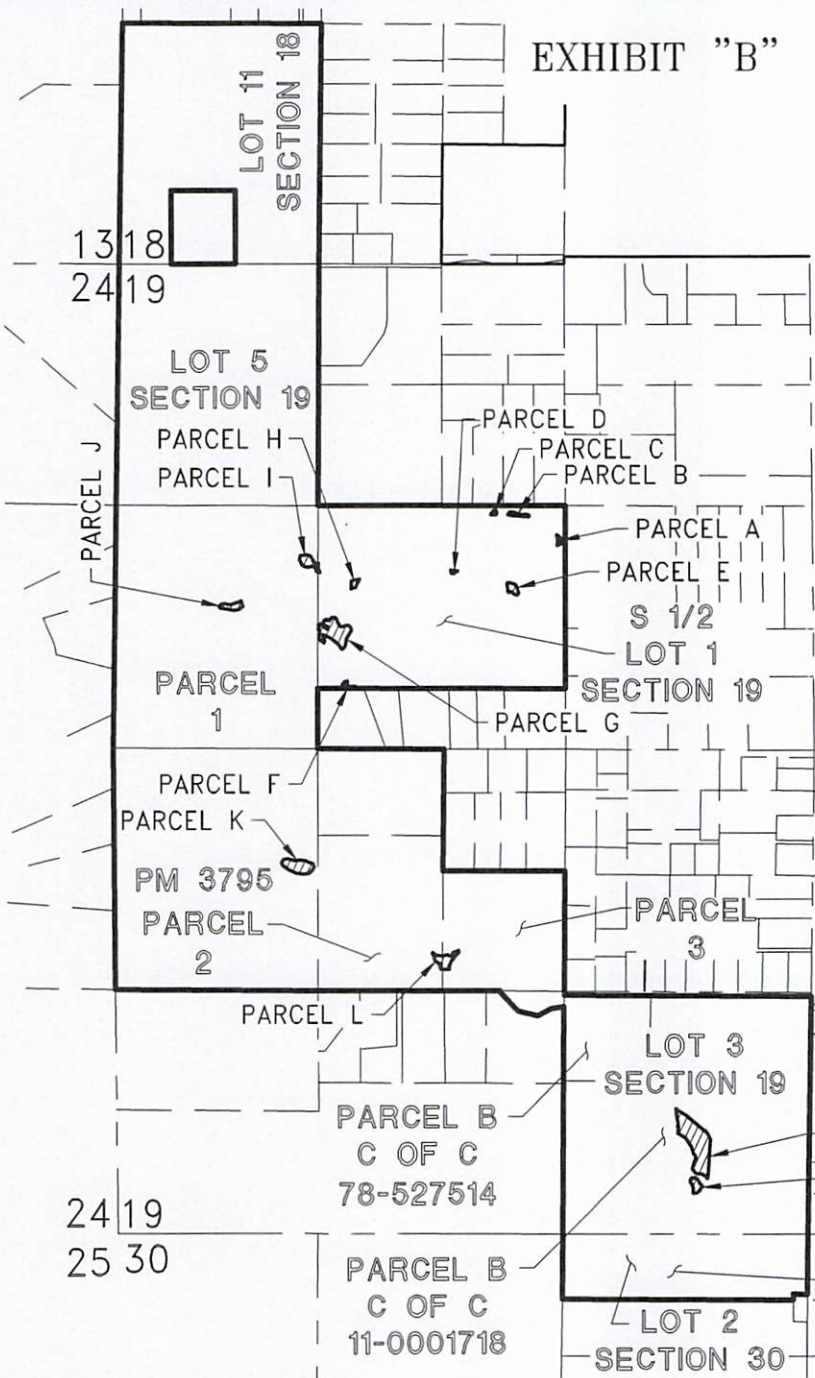 EXHIBIT "B"
LOT 11
SECTION 18
13 18
24 19
LOT 5
SECTION 19
PARCEL H
PARCEL I
PARCEL J
PARCEL D
PARCEL C
PARCEL B
PARCEL A
PARCEL E
S 1/2
LOT 1
SECTION 19
PARCEL
1
PARCEL G
PARCEL F
PARCEL K
PM 3795
PARCEL
2
PARCEL
3
PARCEL L
LOT 3
SECTION 19
PARCEL B
C OF C
78-527514
24 19
25 30
PARCEL B
C OF C
11-0001718
LOT 2
SECTION 30